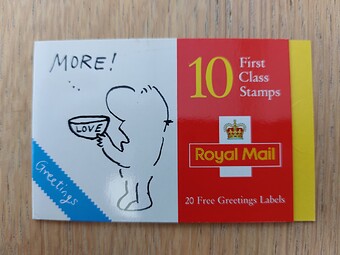 MORE!
LOVE
Greetings
10 First
Class
Stamps
Royal Mail
20 Free Greetings Labels